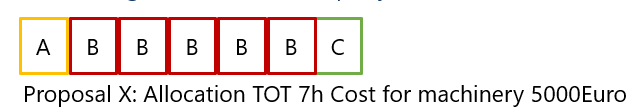 A B B B B B C
Proposal X: Allocation TOT 7h Cost for machinery 5000Euro